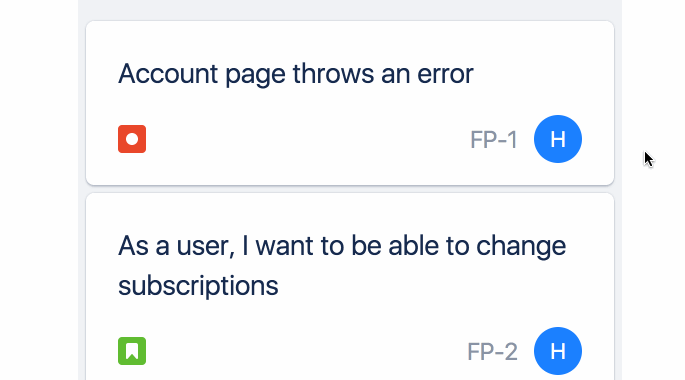 Account page throws an error
FP-1
H
As a user, I want to be able to change
subscriptions
FP-2
H